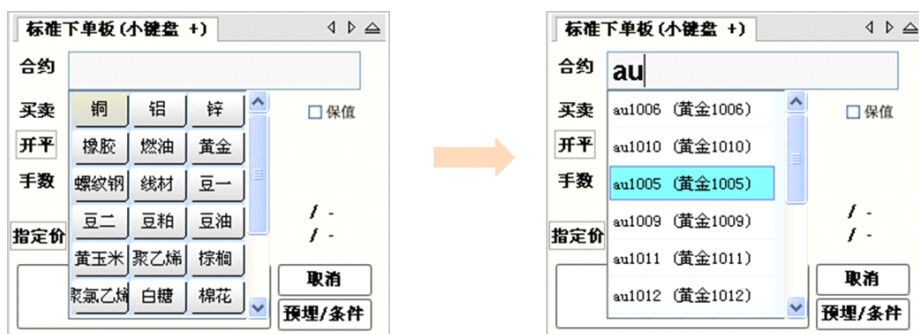 标准下单板(小键盘 +)
合约
买卖
铜 铝 锌
保值
开平
橡胶 燃油 黄金
手数
螺纹钢 线材 豆一
豆二 豆粕 豆油
/ -
指定价
/ -
黄玉米 聚乙烯 棕榈
取消
聚氯乙烯 白糖 棉花
预埋/条件
标准下单板(小键盘 +)
合约 au
买卖
au1006 (黄金1006)
保值
开平
au1010 (黄金1010)
手数
au1005 (黄金1005)
au1009 (黄金1009)
/ -
指定价
/ -
au1011 (黄金1011)
取消
au1012 (黄金1012)
预埋/条件